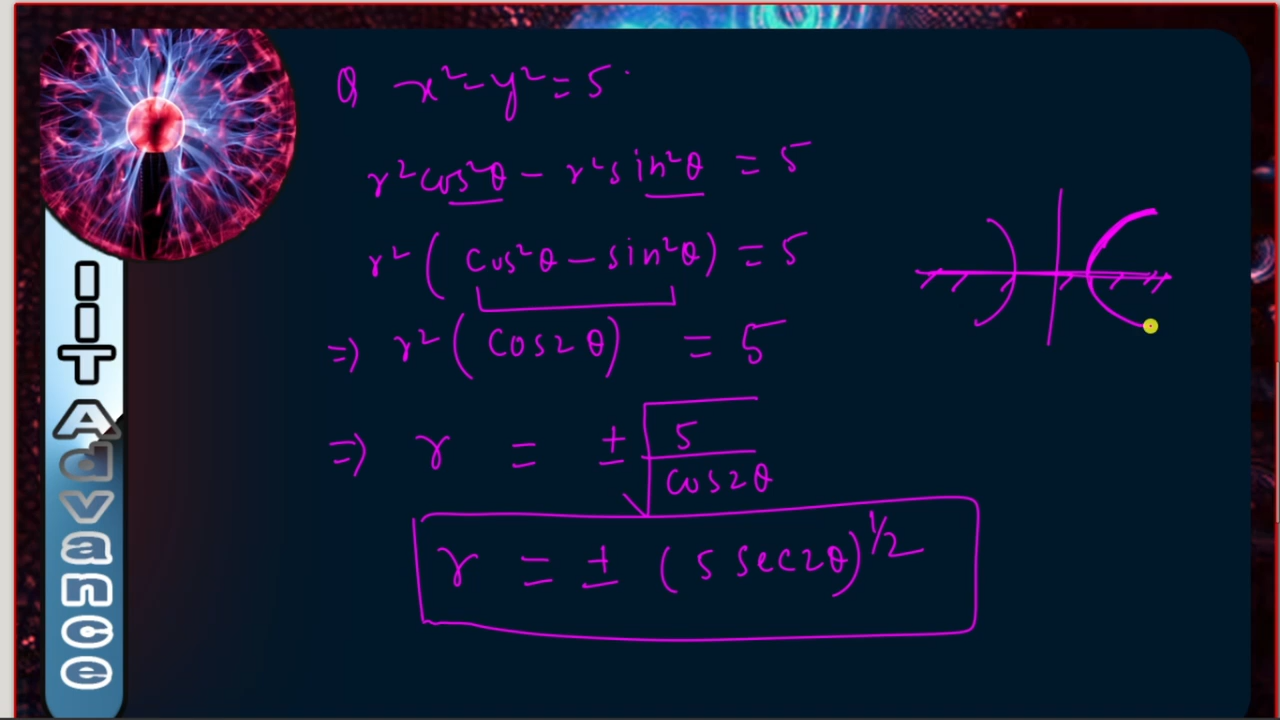 Q x²-y²=5
r²cos²θ - r²sin²θ = 5
r²(cos²θ - sin²θ) = 5
=) r²(cos2θ) = 5
=) r = ±√(5/cos2θ)
r = ± (5 sec2θ)^1/2
IIT Advance